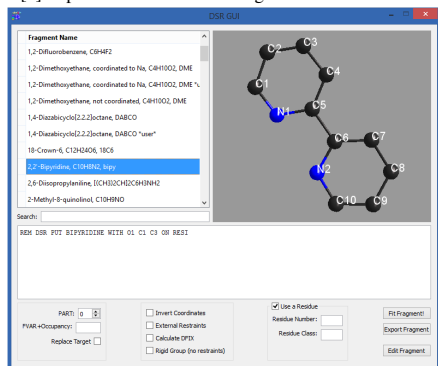 DSR GUI
Fragment Name
1,2-Difluorobenzene, C6H4F2
1,2-Dimethoxyethane, coordinated to Na, C4H10O2, DME
1,2-Dimethoxyethane, coordinated to Na, C4H10O2, DME "u
1,2-Dimethoxyethane, not coordinated, C4H10O2, DME
1,4-Diazabicyclo[2.2.2]octane, DABCO
1,4-Diazabicyclo[2.2.2]octane, DABCO "user"
18-Crown-6, C12H24O6, 18C6
2,2'-Bipyridine, C10H8N2, bipy
2,6-Diisopropylaniline, [(CH3)2CH]2C6H3NH2
2-Methyl-8-quinolinol, C10H9NO
C2
C3
C4
C1
C5
N1
C6
C7
N2
C8
C10
C9
Search:
REM DSR PUT BIPYRIDINE WITH O1 C1 C3 ON RESI
PART: 0
FVAR+Occupancy:
Replace Target
Invert Coordinates
External Restraints
Calculate DFIX
Rigid Group (no restraints)
Use a Residue
Residue Number:
Residue Class:
Fit Fragment!
Export Fragment
Edit Fragment